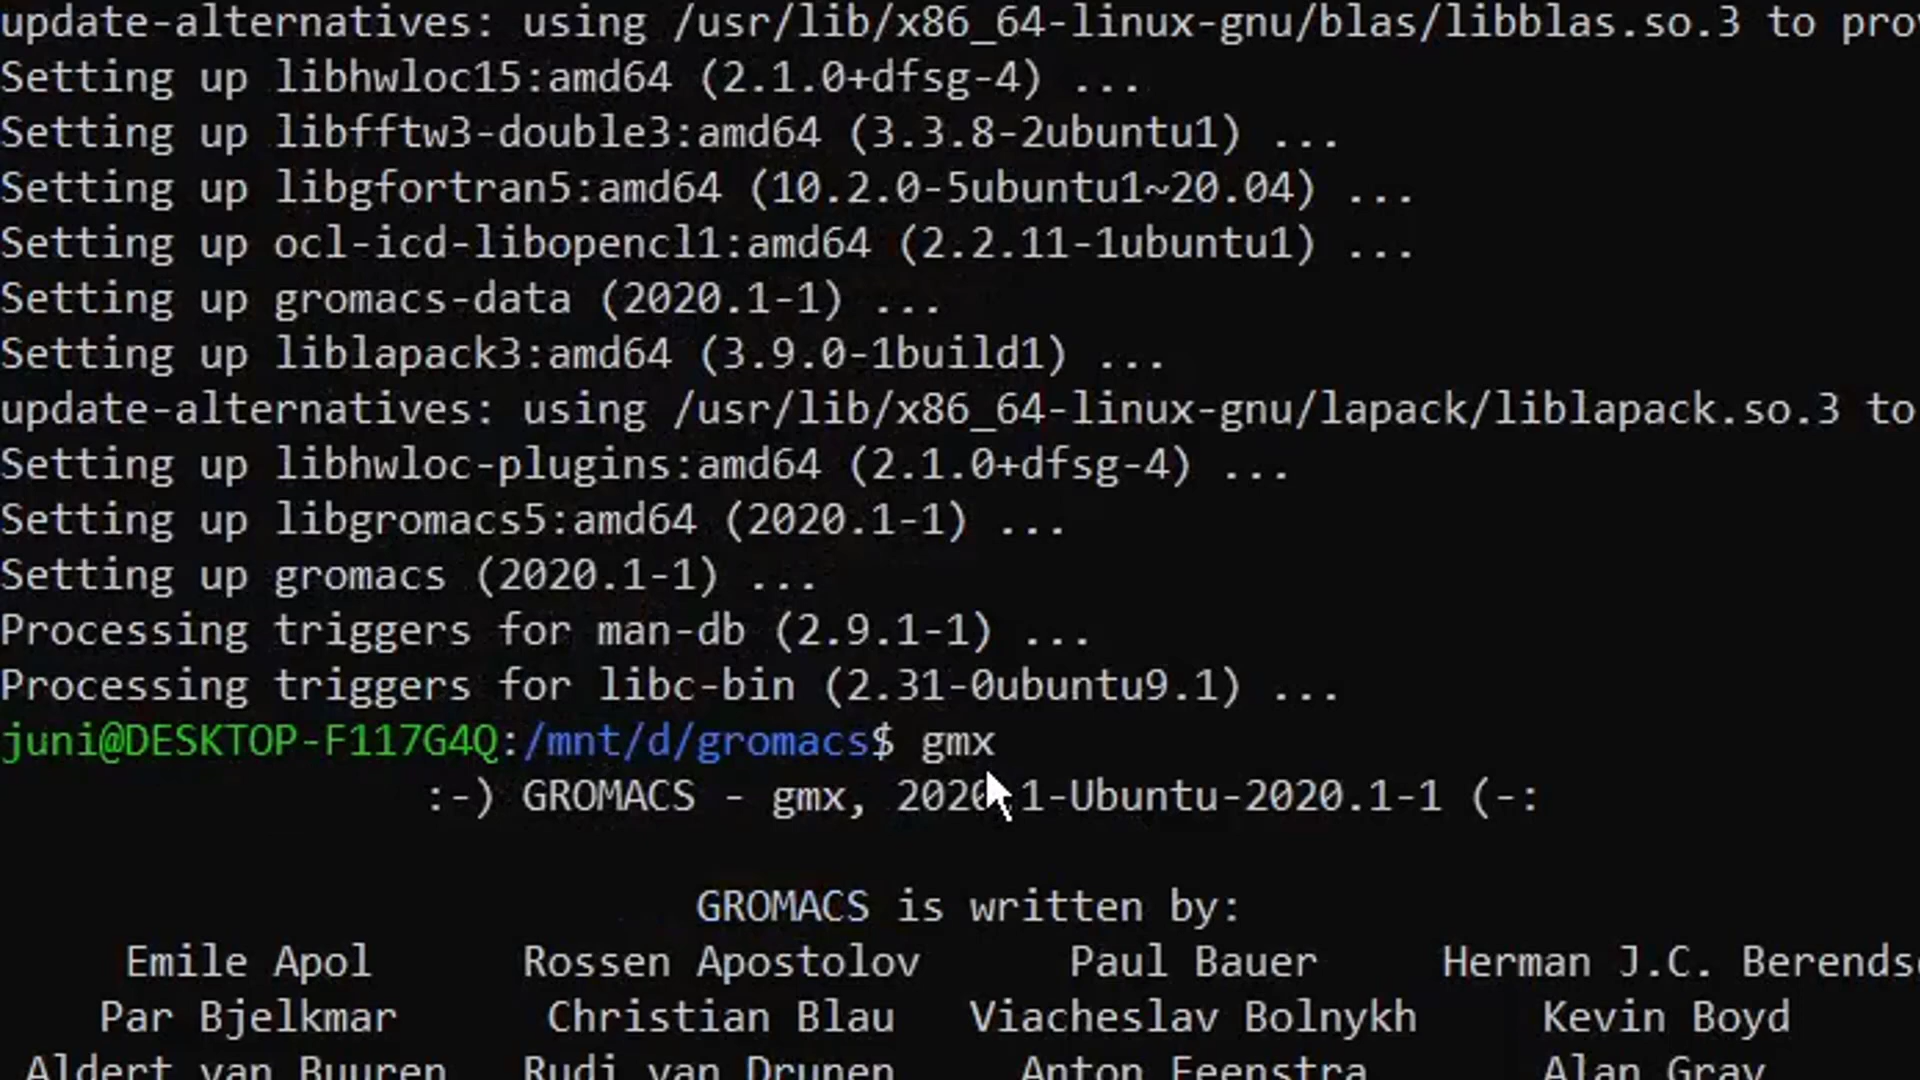 update-alternatives: using /usr/lib/x86_64-linux-gnu/blas/libblas.so.3 to
Setting up libhwloc15:amd64 (2.1.0+dfsg-4) ...
Setting up libfftw3-double3:amd64 (3.3.8-2ubuntu1) ...
Setting up libgfortran5:amd64 (10.2.0-5ubuntu1~20.04) ...
Setting up ocl-icd-libopencl1:amd64 (2.2.11-1ubuntu1) ...
Setting up gromacs-data (2020.1-1) ...
Setting up liblapack3:amd64 (3.9.0-1build1) ...
update-alternatives: using /usr/lib/x86_64-linux-gnu/lapack/liblapack.so.3 to
Setting up libhwloc-plugins:amd64 (2.1.0+dfsg-4) ...
Setting up libgromacs5:amd64 (2020.1-1) ...
Setting up gromacs (2020.1-1) ...
Processing triggers for man-db (2.9.1-1) ...
Processing triggers for libc-bin (2.31-0ubuntu9.1) ...
juni@DESKTOP-F117G4Q:/mnt/d/gromacs$ gmx
:-) GROMACS - gmx, 2020.1-Ubuntu-2020.1-1 (-:
GROMACS is written by:
Emile Apol Rossen Apostolov Paul Bauer Herman J.C.
Par Bjelkmar Christian Blau Viacheslav Bolnykh Kevin Boyd
Aldert van Buuren Rudi van Drunen Anton Feenstra Alan Gray